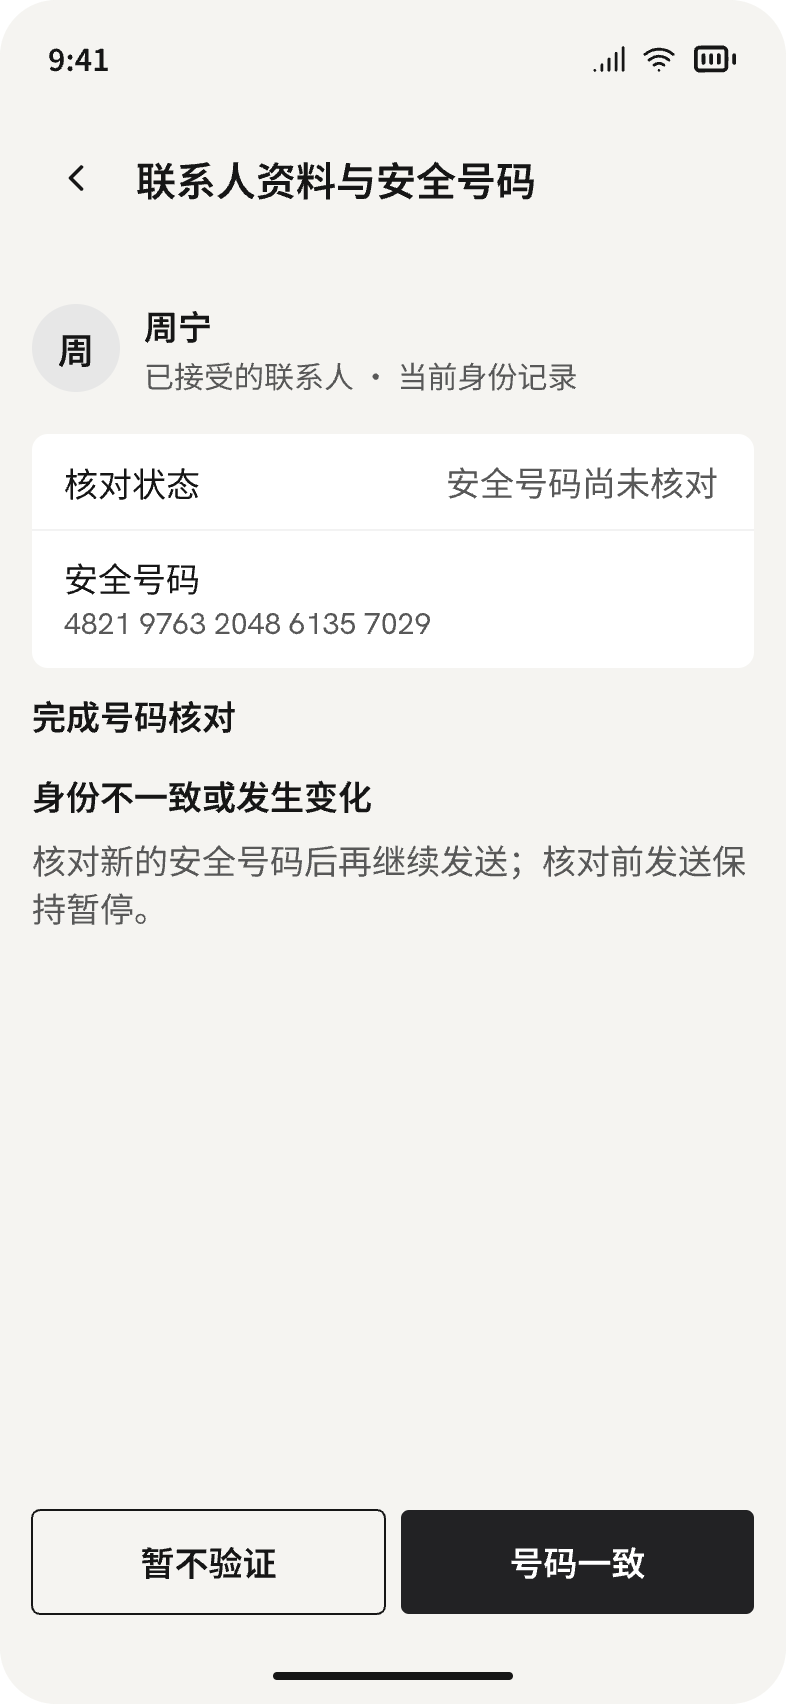 9:41
联系人资料与安全号码
周
周宁
已接受的联系人 · 当前身份记录
核对状态
安全号码尚未核对
安全号码
4821 9763 2048 6135 7029
完成号码核对
身份不一致或发生变化
核对新的安全号码后再继续发送；核对前发送保
持暂停。
暂不验证
号码一致